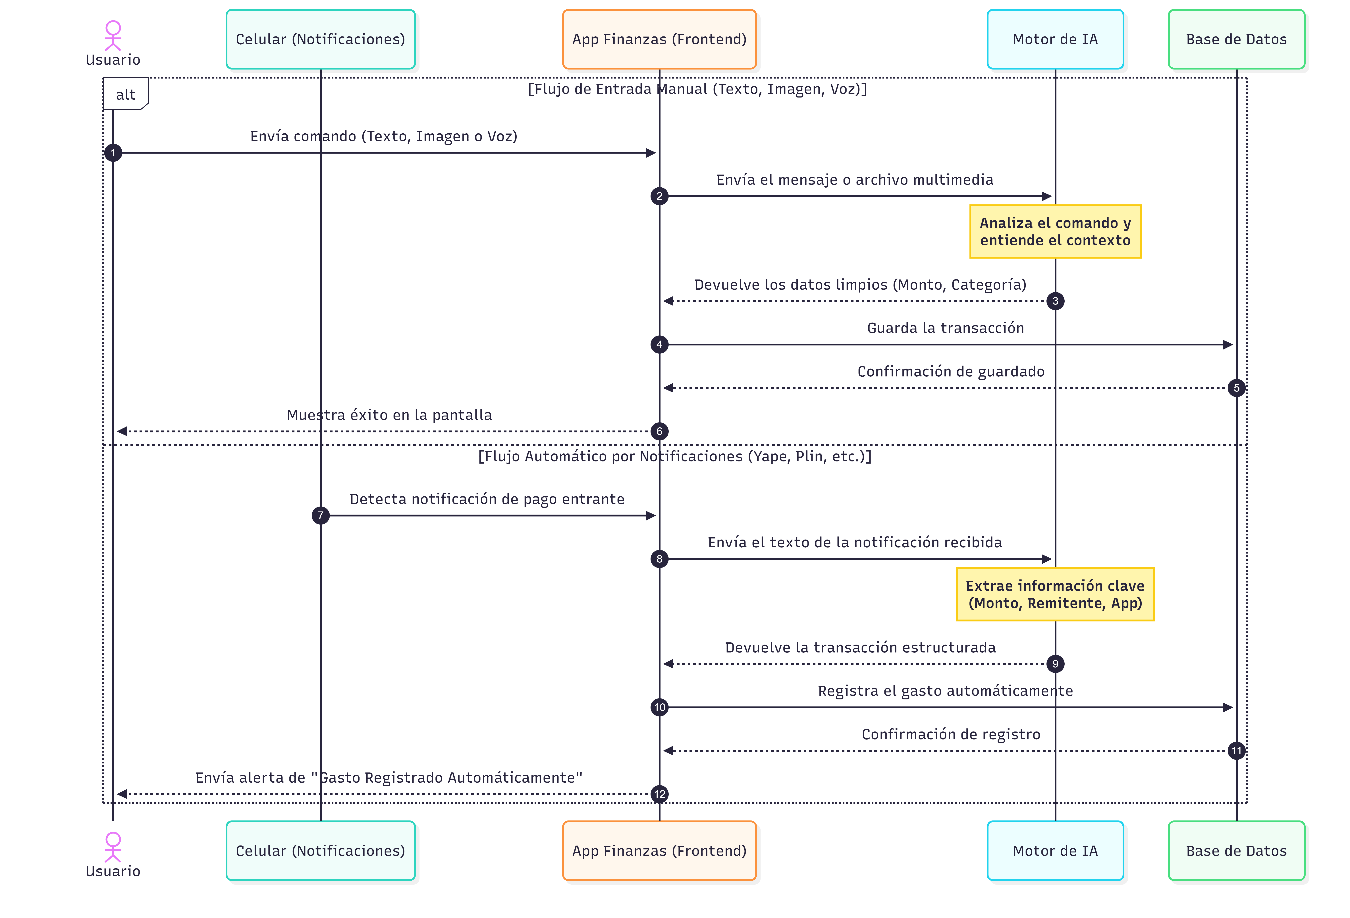 Usuario
Celular (Notificaciones)
App Finanzas (Frontend)
Motor de IA
Base de Datos
alt
[Flujo de Entrada Manual (Texto, Imagen, Voz)]
Envía comando (Texto, Imagen o Voz)
1
Envía el mensaje o archivo multimedia
2
Analiza el comando y
entiende el contexto
Devuelve los datos limpios (Monto, Categoría)
3
Guarda la transacción
4
Confirmación de guardado
5
Muestra éxito en la pantalla
6
[Flujo Automático por Notificaciones (Yape, Plin, etc.)]
Detecta notificación de pago entrante
7
Envía el texto de la notificación recibida
8
Extrae información clave
(Monto, Remitente, App)
Devuelve la transacción estructurada
9
Registra el gasto automáticamente
10
Confirmación de registro
11
Envía alerta de "Gasto Registrado Automáticamente"
12
Usuario
Celular (Notificaciones)
App Finanzas (Frontend)
Motor de IA
Base de Datos